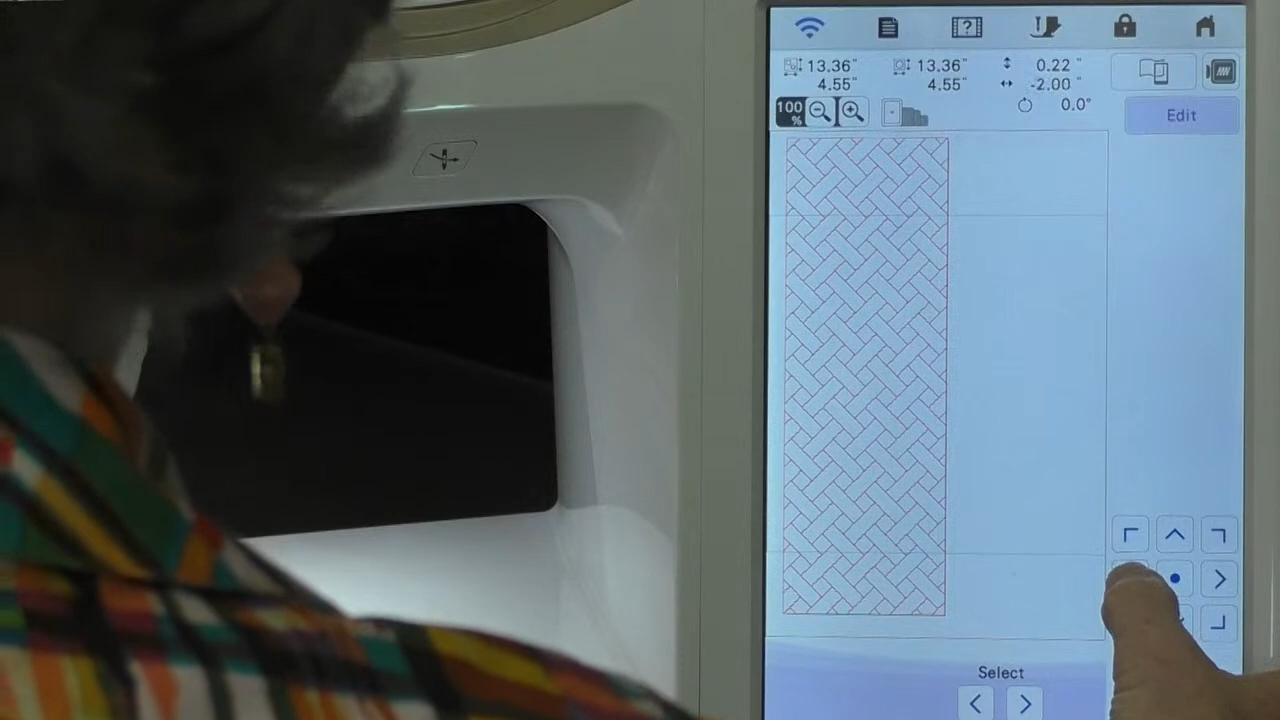 13.36" 13.36" 0.22 "
4.55" 4.55" -2.00 "
100
%
0.0°
Edit
Select